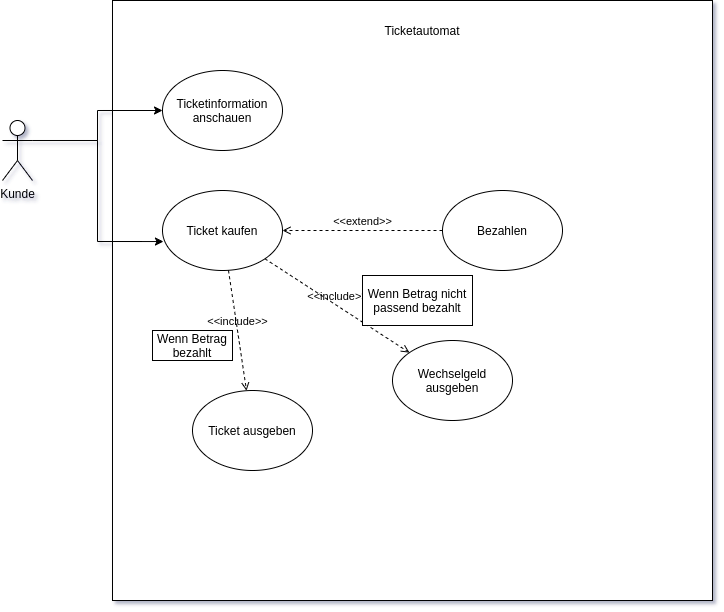 Ticketautomat
Ticketinformation
anschauen
Kunde
Ticket kaufen
<<extend>>
Bezahlen
<<include>
Wenn Betrag nicht
passend bezahlt
<<include>>
Wenn Betrag
bezahlt
Wechselgeld
ausgeben
Ticket ausgeben